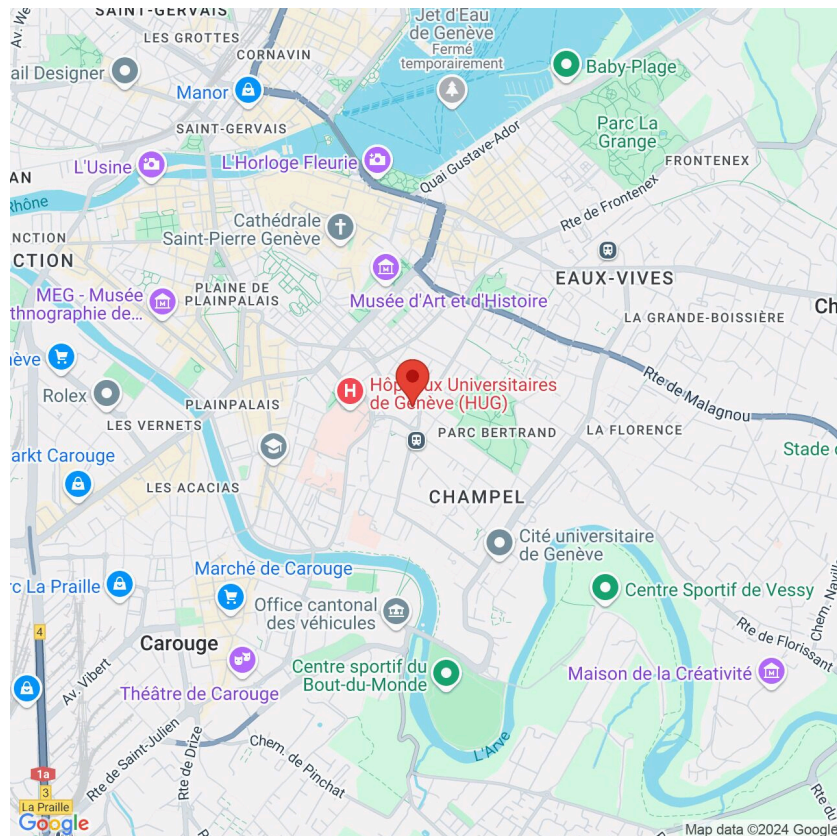 SAINT-GERVAIS
Av. We
LES GROTTES
Jet d'Eau
de Genève
Fermé
temporairement
CORNAVIN
ail Designer
Baby-Plage
Manor
SAINT-GERVAIS
Parc La
Grange
L'Usine
L'Horloge Fleurie
Quai Gustave-Ador
FRONTENEX
AN
Rhône
Rte de Frontenex
Cathédrale
Saint-Pierre Genève
NCTION
CTION
EAUX-VIVES
PLAINE DE
PLAINPALAIS
MEG - Musée
thnographie de...
Musée d'Art et d'Histoire
Ch
LA GRANDE-BOISSIÈRE
nève
Rolex
Rte de Malagnou
Hôp
ux Universitaires
de Genève (HUG)
PLAINPALAIS
LES VERNETS
PARC BERTRAND
LA FLORENCE
Stade d
arkt Carouge
LES ACACIAS
CHAMPEL
Cité universitaire
de Genève
Marché de Carouge
rc La Praille
Centre Sportif de Vessy
Chem. Naville
Office cantonal
des véhicules
4
Carouge
Rte de Florissant
Centre sportif du
Bout-du-Monde
Maison de la Créativité
Av. Vibert
Théâtre de Carouge
Rte de Saint-Julien
Rte de Drize
Chem. de Pinchat
L'Arve
1a
3
La Praille
Google
Map data ©2024 Google